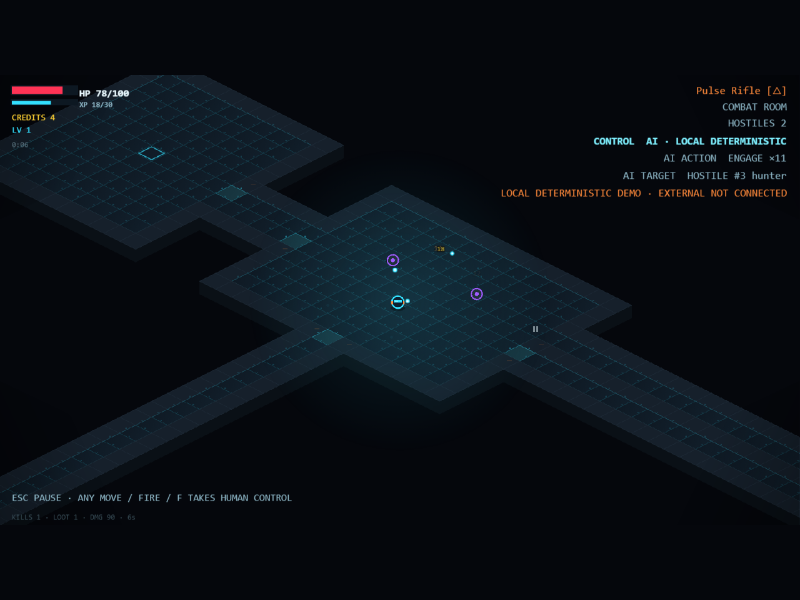 HP 78/100
XP 18/30
CREDITS 4
LV 1
0:06
Pulse Rifle [△]
COMBAT ROOM
HOSTILES 2
CONTROL AI · LOCAL DETERMINISTIC
AI ACTION ENGAGE ×11
AI TARGET HOSTILE #3 hunter
LOCAL DETERMINISTIC DEMO · EXTERNAL NOT CONNECTED
ESC PAUSE · ANY MOVE / FIRE / F TAKES HUMAN CONTROL
KILLS 1 · LOOT 1 · DMG 90 · 6s